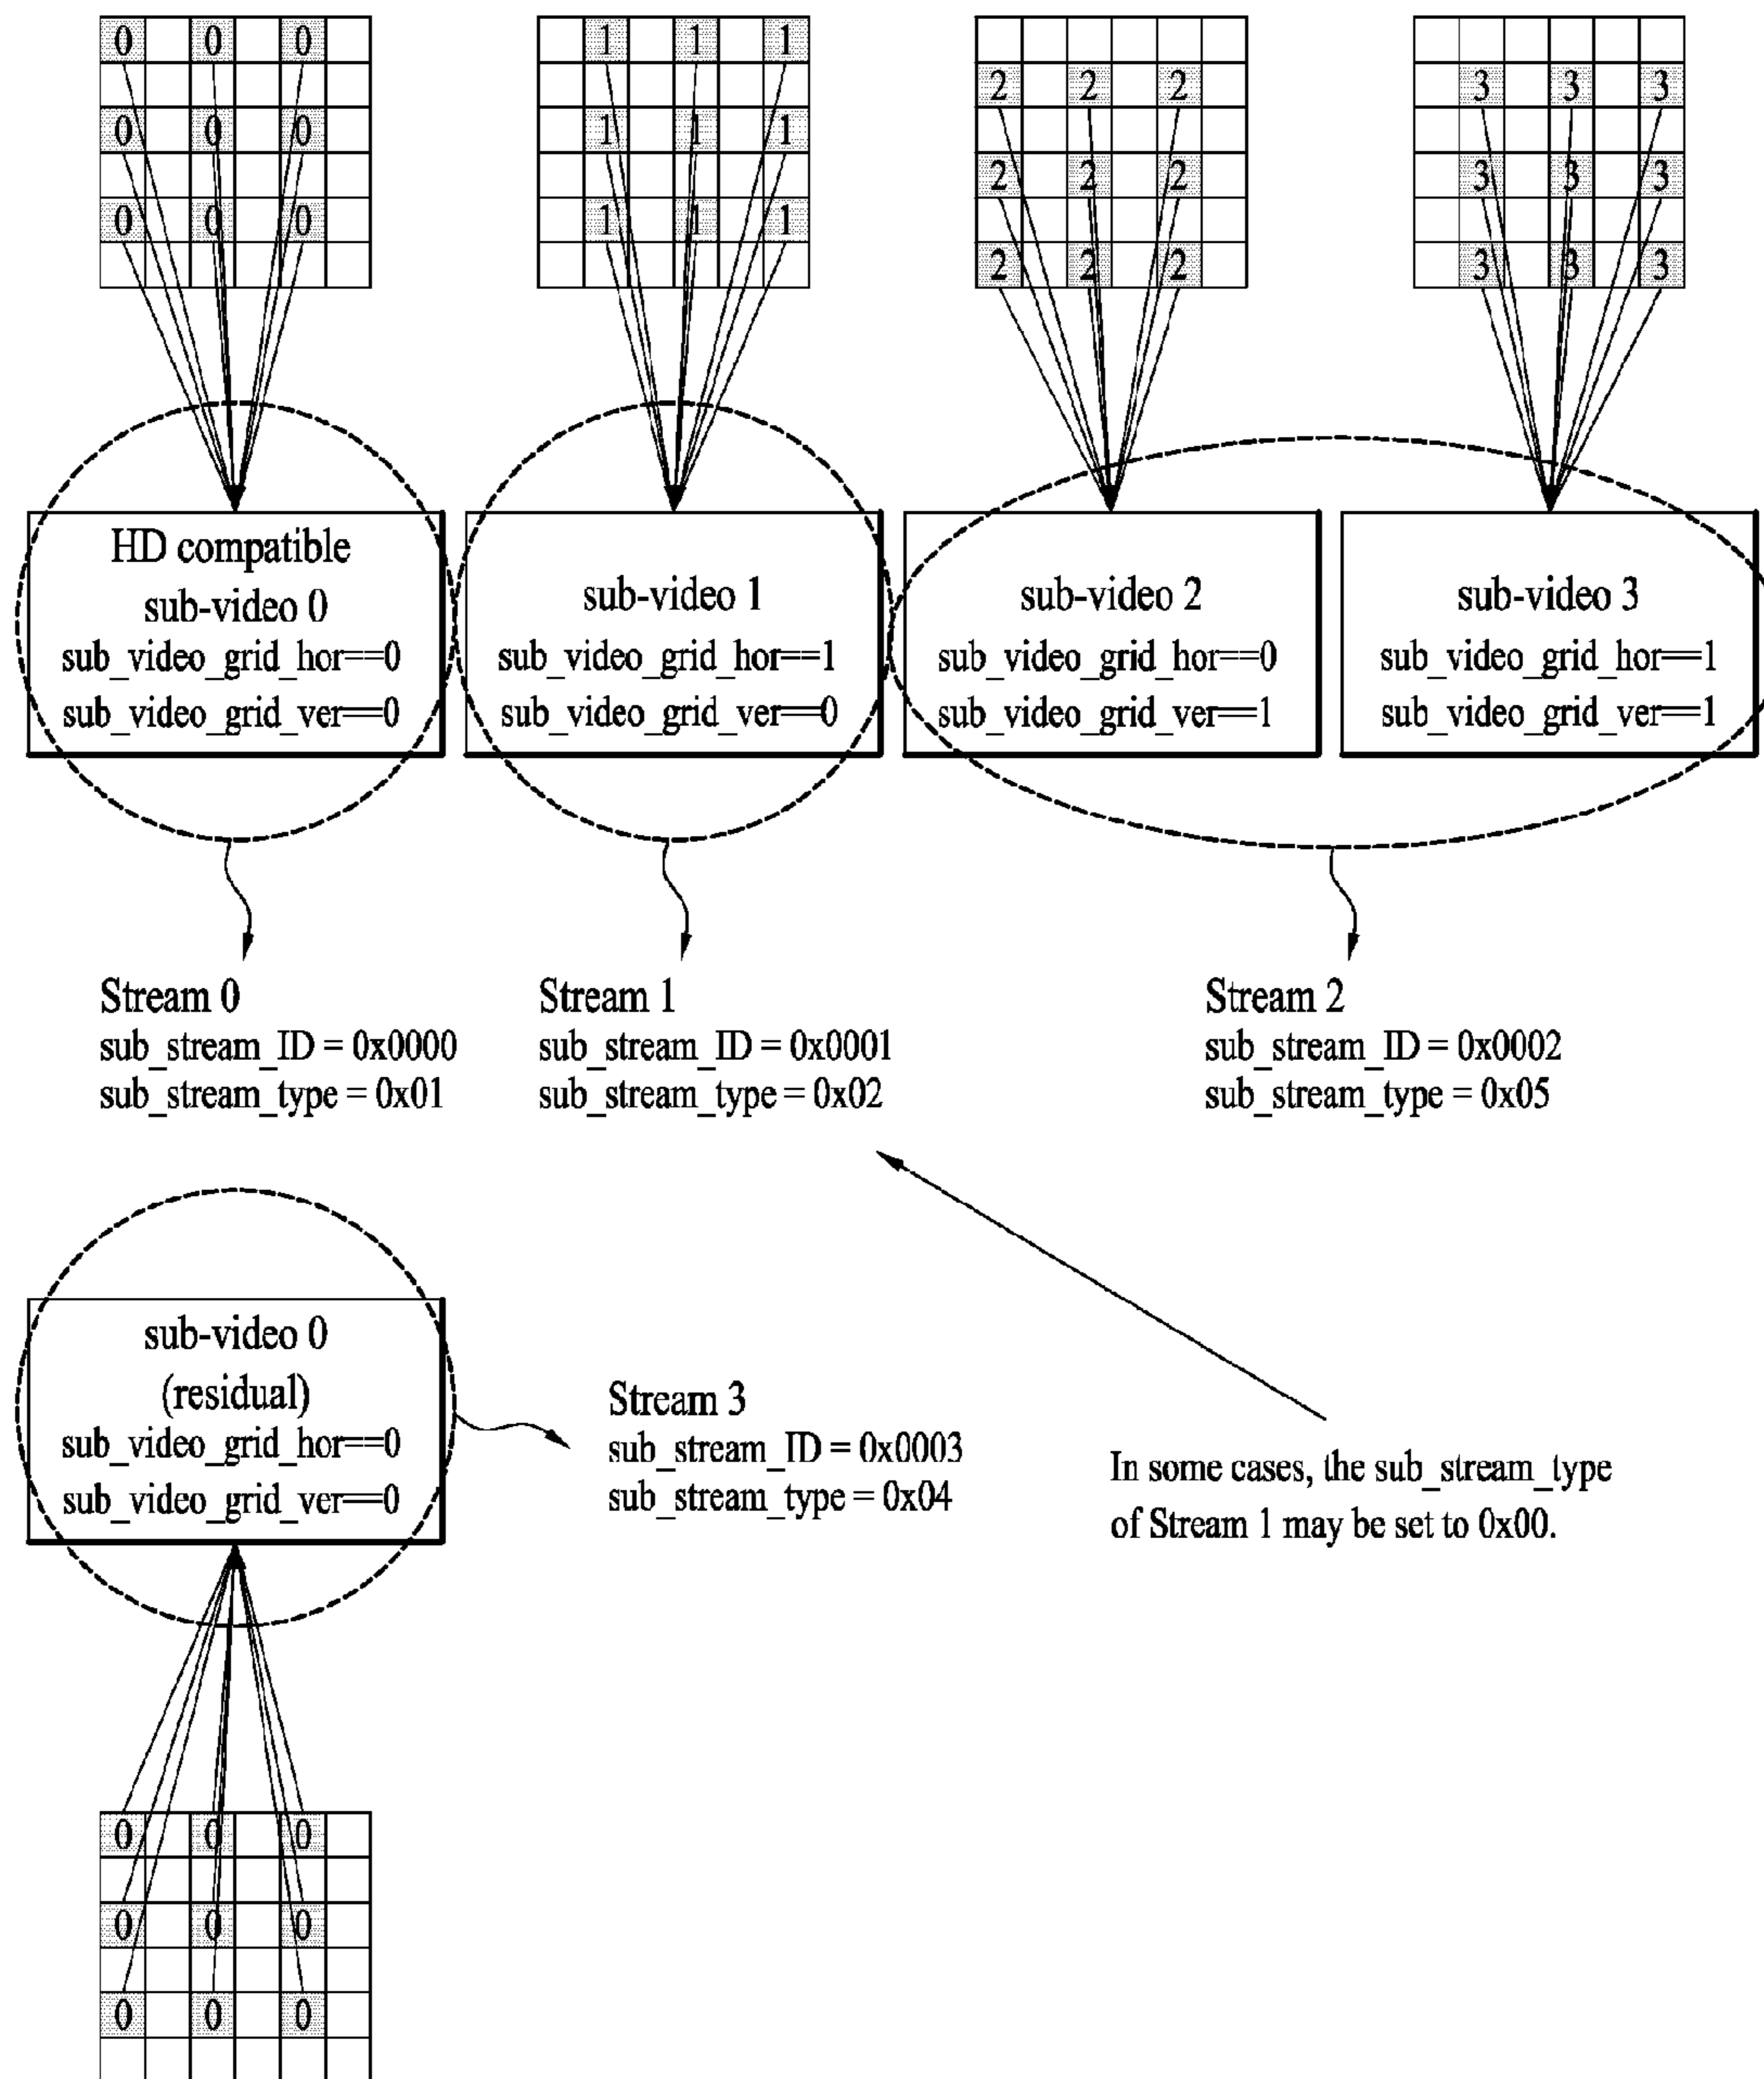 0 0 0
0 0 0
0 0 0
1 1 1
1 1 1
1 1 1
2 2 2
2 2 2
2 2 2
3 3 3
3 3 3
3 3 3
HD compatible
sub-video 0
sub_video_grid_hor==0
sub_video_grid_ver==0
sub-video 1
sub_video_grid_hor==1
sub_video_grid_ver==0
sub-video 2
sub_video_grid_hor==0
sub_video_grid_ver==1
sub-video 3
sub_video_grid_hor==1
sub_video_grid_ver==1
Stream 0
sub_stream_ID = 0x0000
sub_stream_type = 0x01
Stream 1
sub_stream_ID = 0x0001
sub_stream_type = 0x02
Stream 2
sub_stream_ID = 0x0002
sub_stream_type = 0x05
sub-video 0
(residual)
sub_video_grid_hor==0
sub_video_grid_ver==0
Stream 3
sub_stream_ID = 0x0003
sub_stream_type = 0x04
In some cases, the sub_stream_type
of Stream 1 may be set to 0x00.
0 0 0
0 0 0
0 0 0